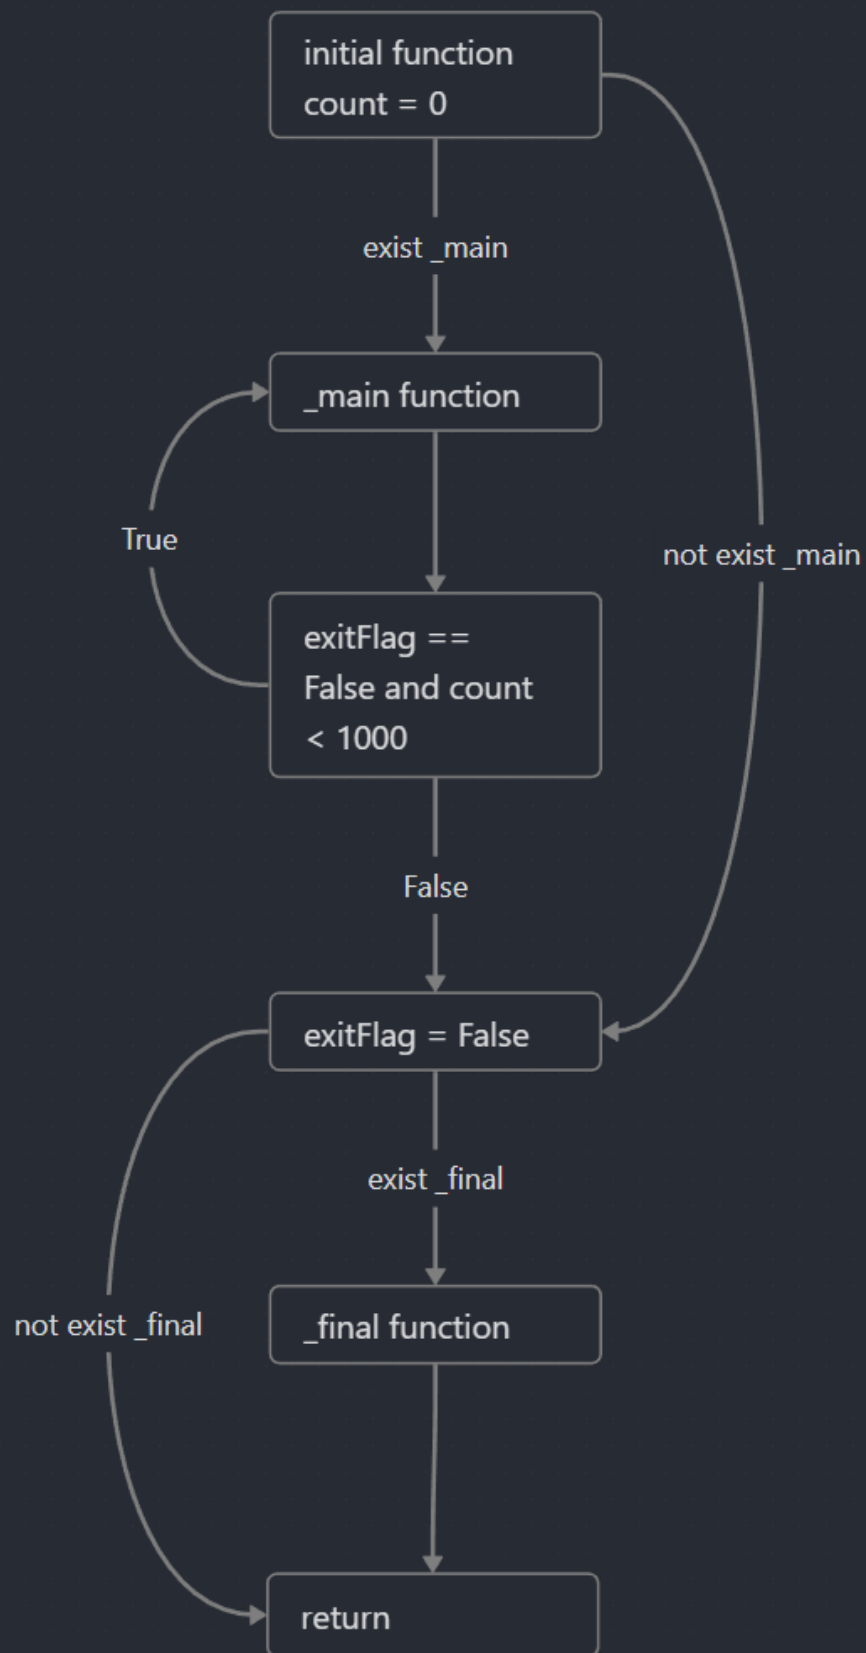 initial function
count = 0
exist _main
_main function
True
not exist _main
exitFlag ==
False and count
< 1000
False
exitFlag = False
exist _final
not exist _final
_final function
return